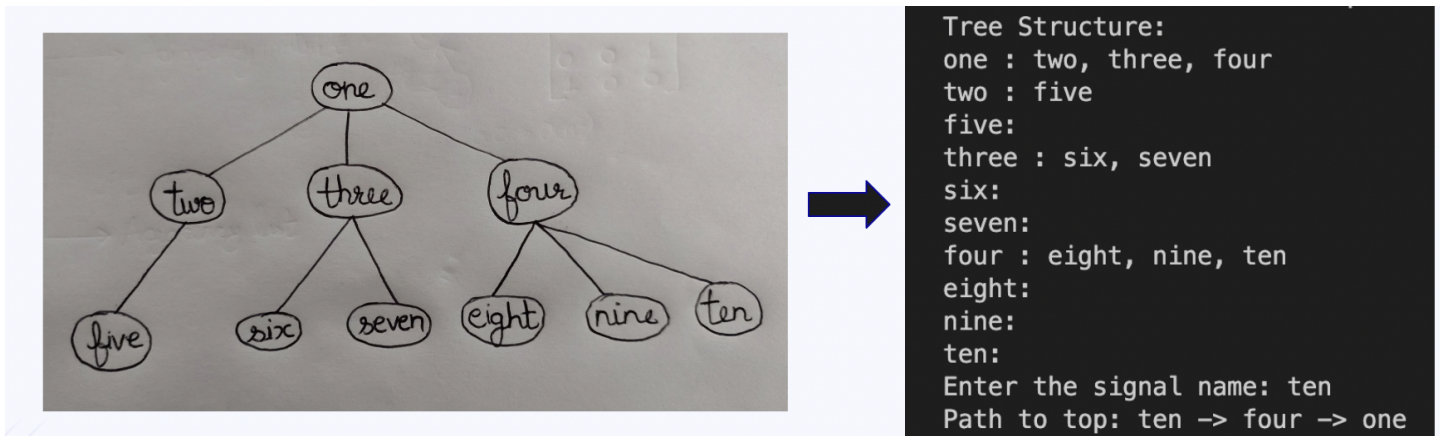 one
two three four
five six seven eight nine ten
Tree Structure:
one : two, three, four
two : five
five:
three : six, seven
six:
seven:
four : eight, nine, ten
eight:
nine:
ten:
Enter the signal name: ten
Path to top: ten -> four -> one